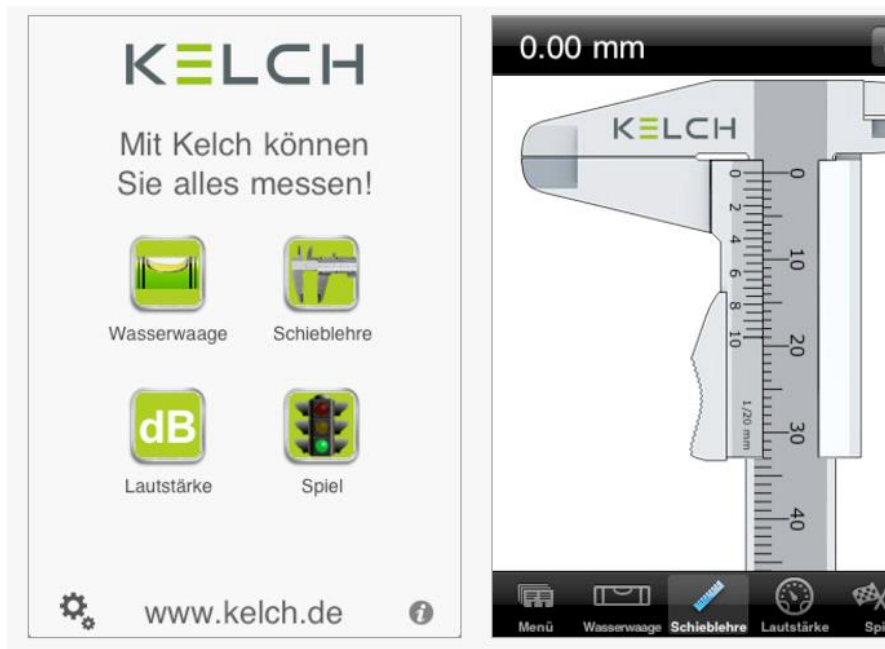 KELCH
Mit Kelch können
Sie alles messen!
Wasserwaage
Schieblehre
dB
Lautstärke
Spiel
www.kelch.de
i
0.00 mm
KELCH
0
0
2
4
10
6
8
10
20
1/20 mm
30
40
Menü
Wasserwaage
Schieblehre
Lautstärke